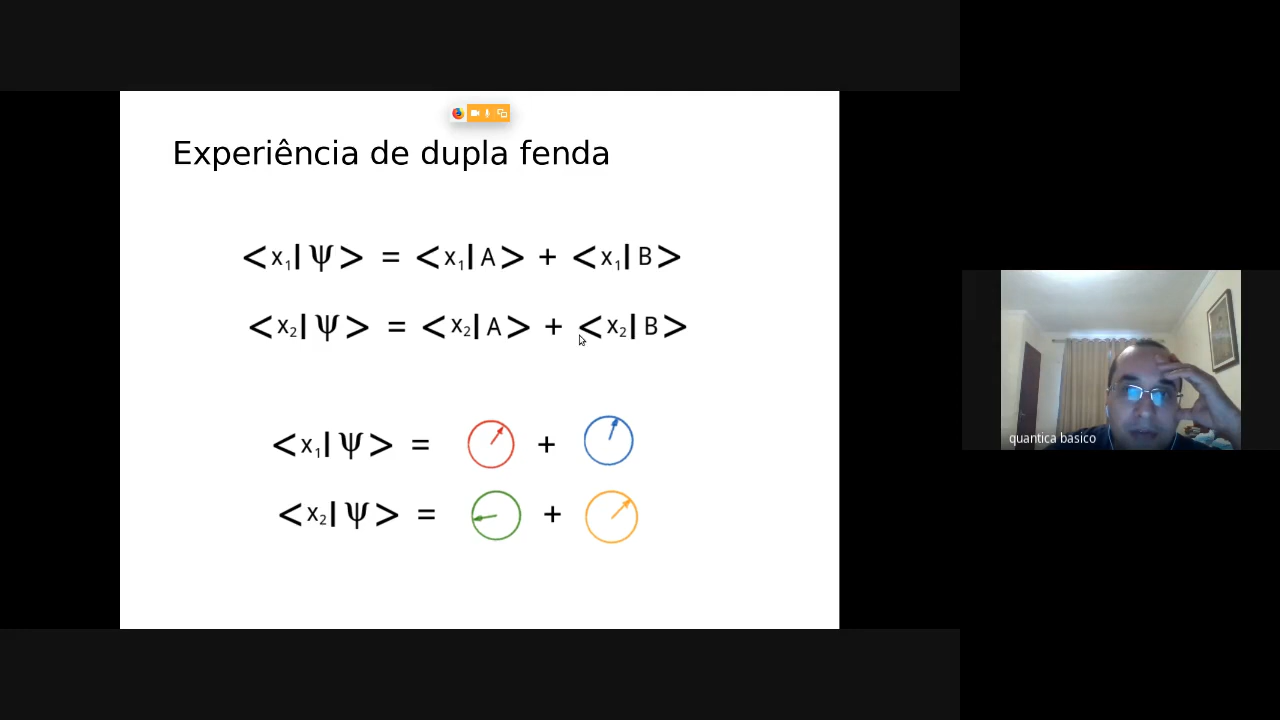 Experiência de dupla fenda
<x₁|ψ> = <x₁|A> + <x₁|B>
<x₂|ψ> = <x₂|A> + <x₂|B>
<x₁|ψ> = +
<x₂|ψ> = +
quantica basico